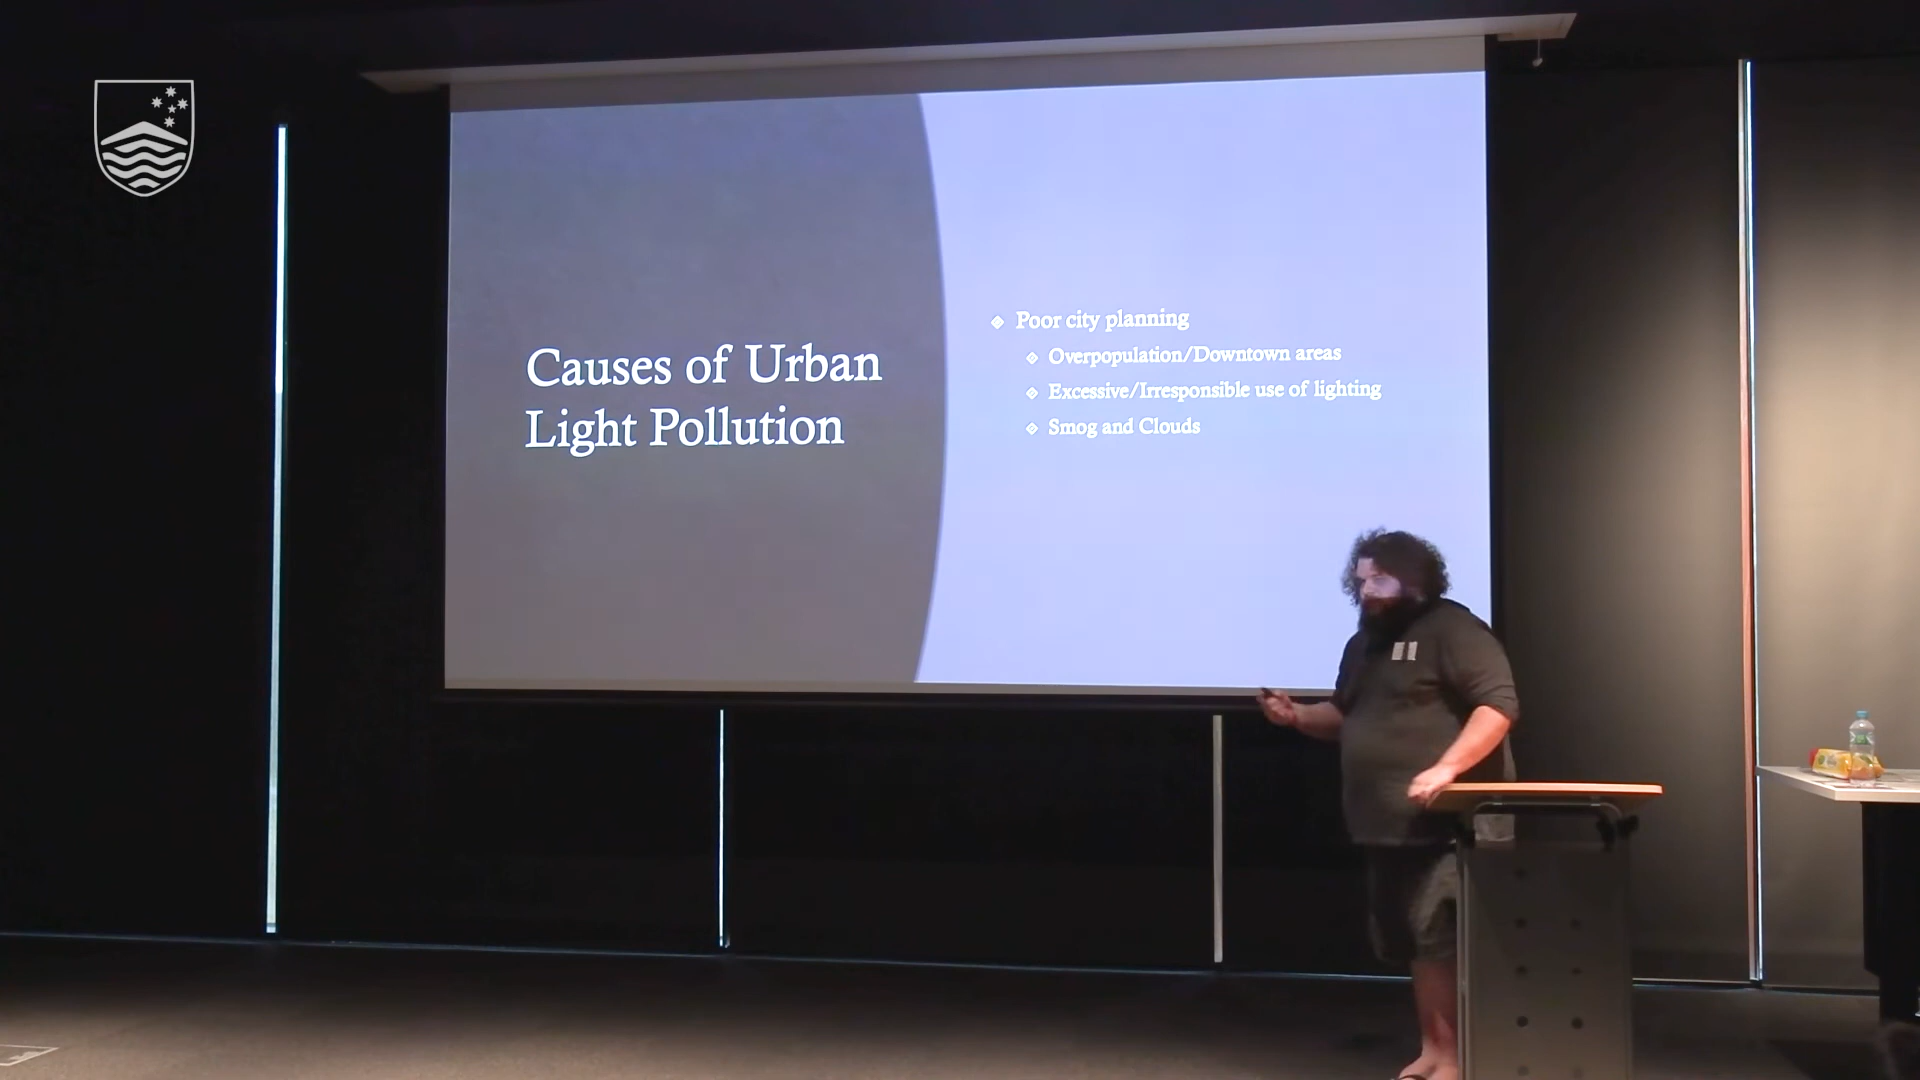 Causes of Urban
Light Pollution
Poor city planning
Overpopulation/Downtown areas
Excessive/Irresponsible use of lighting
Smog and Clouds